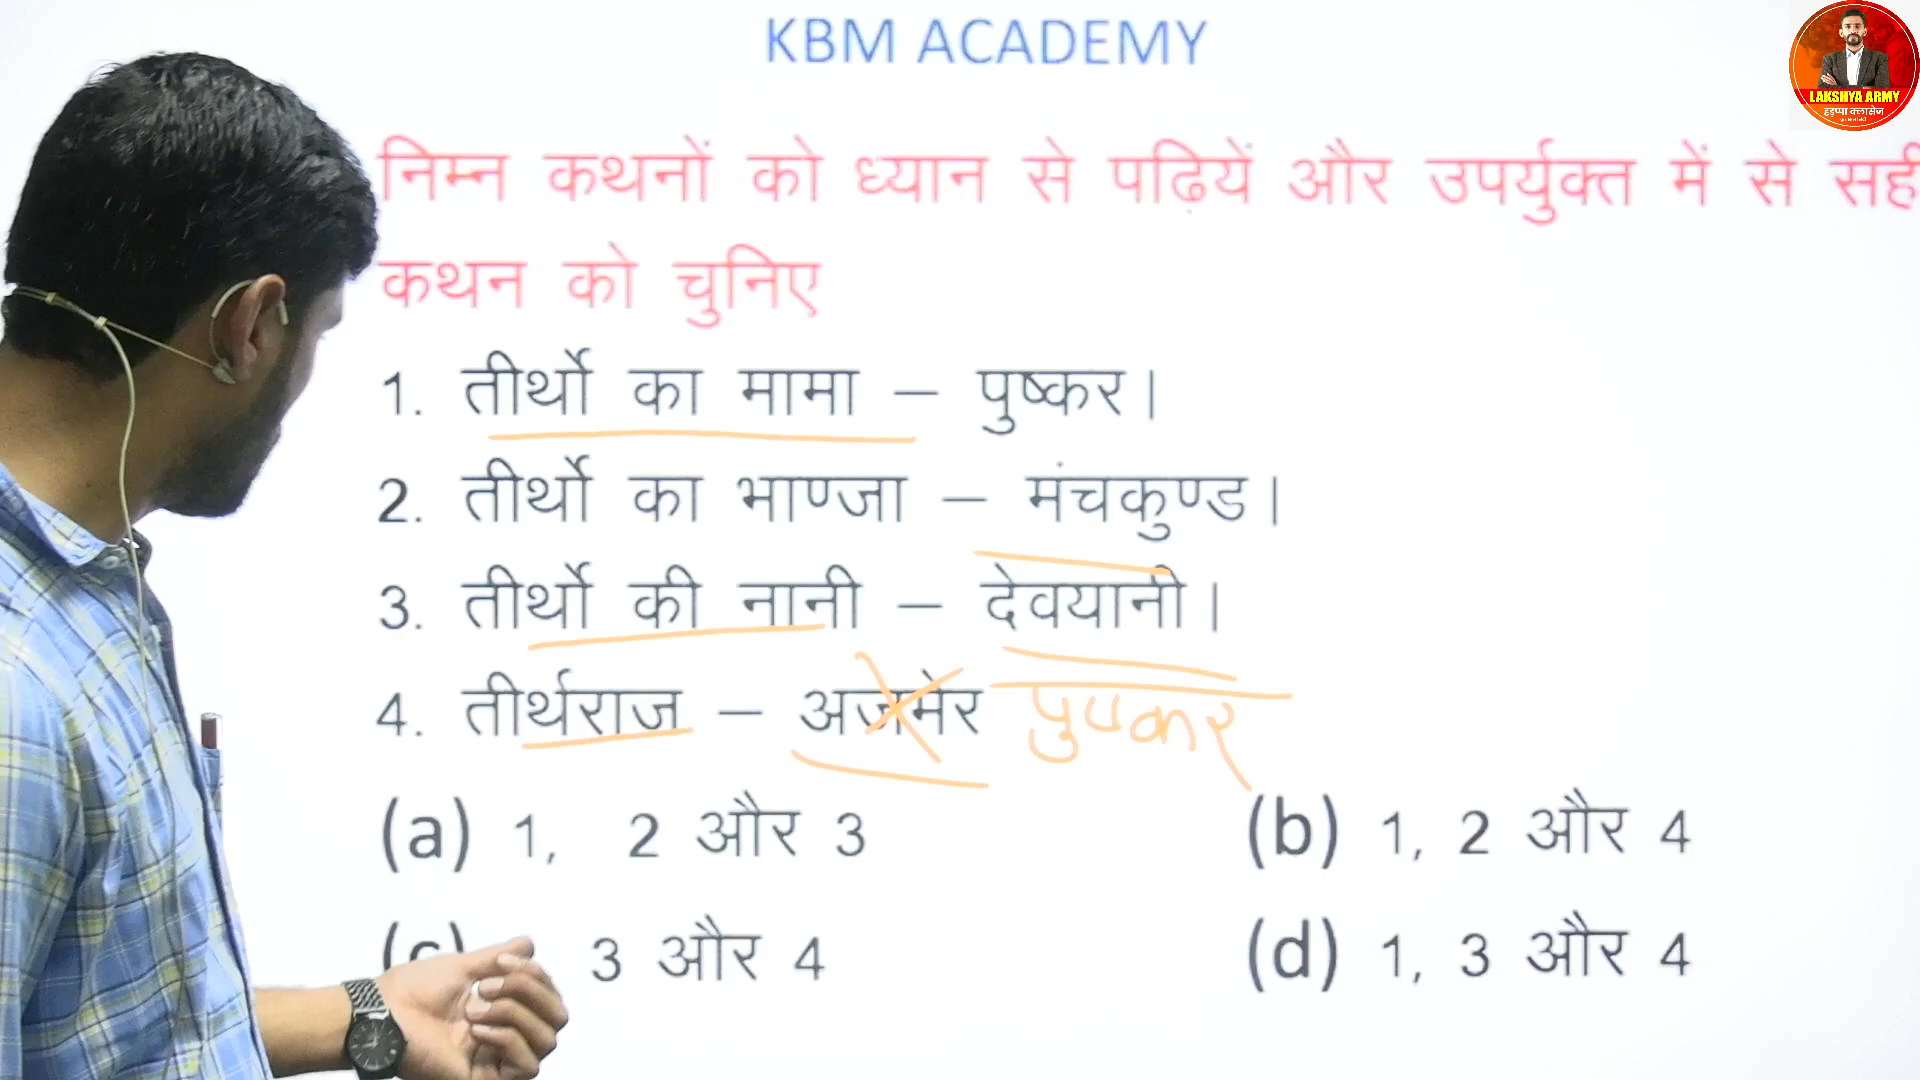 KBM ACADEMY
LAKSHYA ARMY
हड़प्पा क्लासेज
निम्न कथनों को ध्यान से पढ़ियें और उपर्युक्त में से सही
कथन को चुनिए
1. तीर्थो का मामा – पुष्कर।
2. तीर्थो का भाण्जा – मंचकुण्ड।
3. तीर्थो की नानी – देवयानी।
4. तीर्थराज – अजमेर पुष्कर
(a) 1, 2 और 3
(b) 1, 2 और 4
(c) 3 और 4
(d) 1, 3 और 4